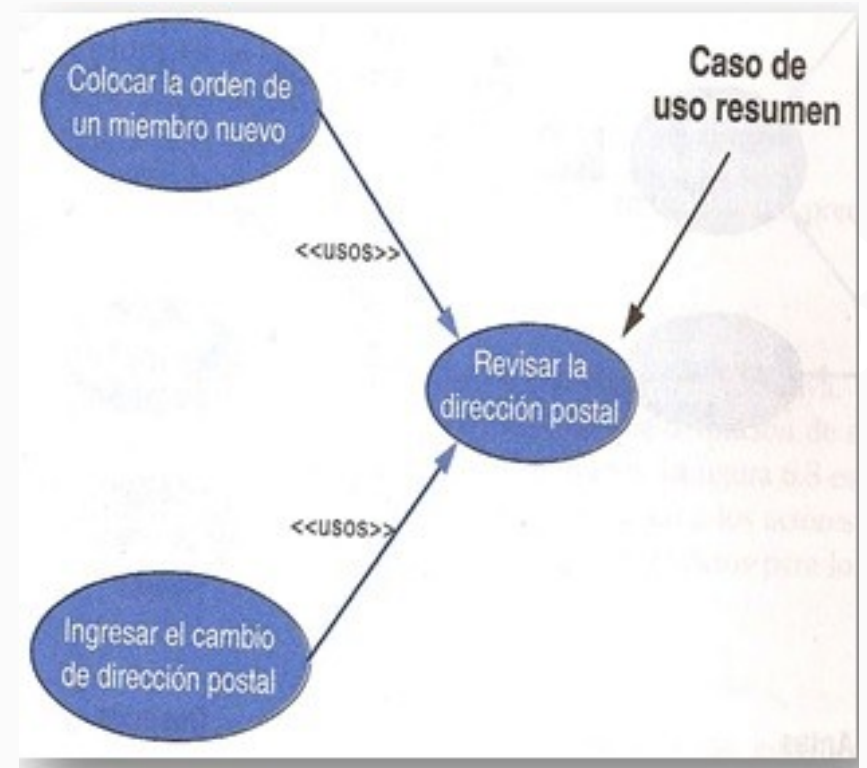 Colocar la orden de
un miembro nuevo
Caso de
uso resumen
<<usos>>
Revisar la
dirección postal
<<usos>>
Ingresar el cambio
de dirección postal